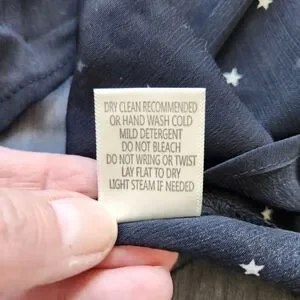 DRY CLEAN RECOMMENDED
OR HAND WASH COLD
MILD DETERGENT
DO NOT BLEACH
DO NOT WRING OR TWIST
LAY FLAT TO DRY
LIGHT STEAM IF NEEDED